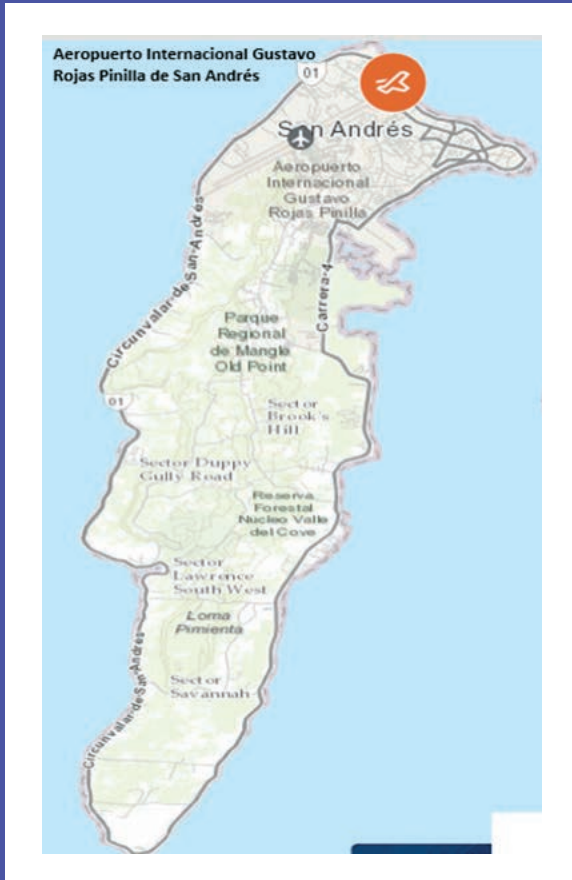 Aeropuerto Internacional Gustavo
Rojas Pinilla de San Andrés
01
San Andrés
Aeropuerto
Internacional
Gustavo
Rojas Pinilla
Circunvalar-de-San-Andrés
Carrera-4
Parque
Regional
de Mangle
Old Point
01
Sector
Brook's
Hill
Sector Duppy
Gully Road
Reserva
Forestal
Nucleo Valle
del Cove
Sector
Lawrence
South West
Loma
Pimienta
Circunvalar-de-San-Andrés
Sector
Savannah